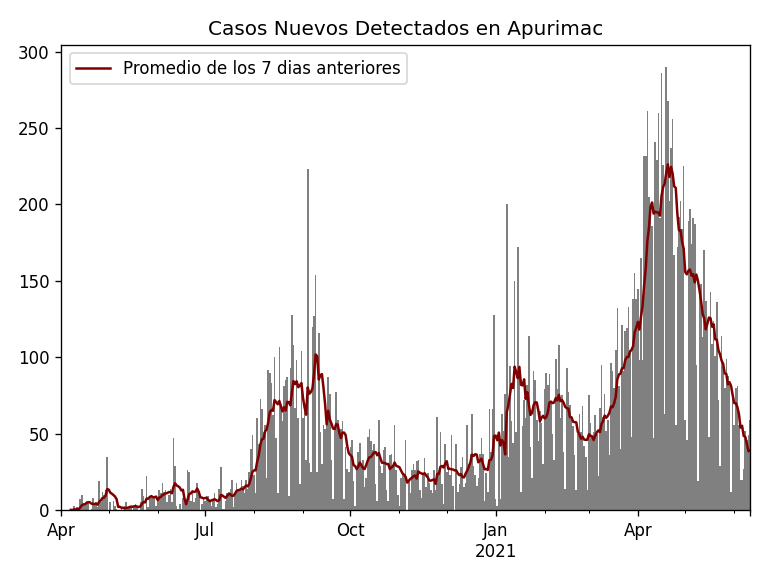 Casos Nuevos Detectados en Apurimac
Promedio de los 7 dias anteriores
300
250
200
150
100
50
0
Apr Jul Oct Jan Apr
2021